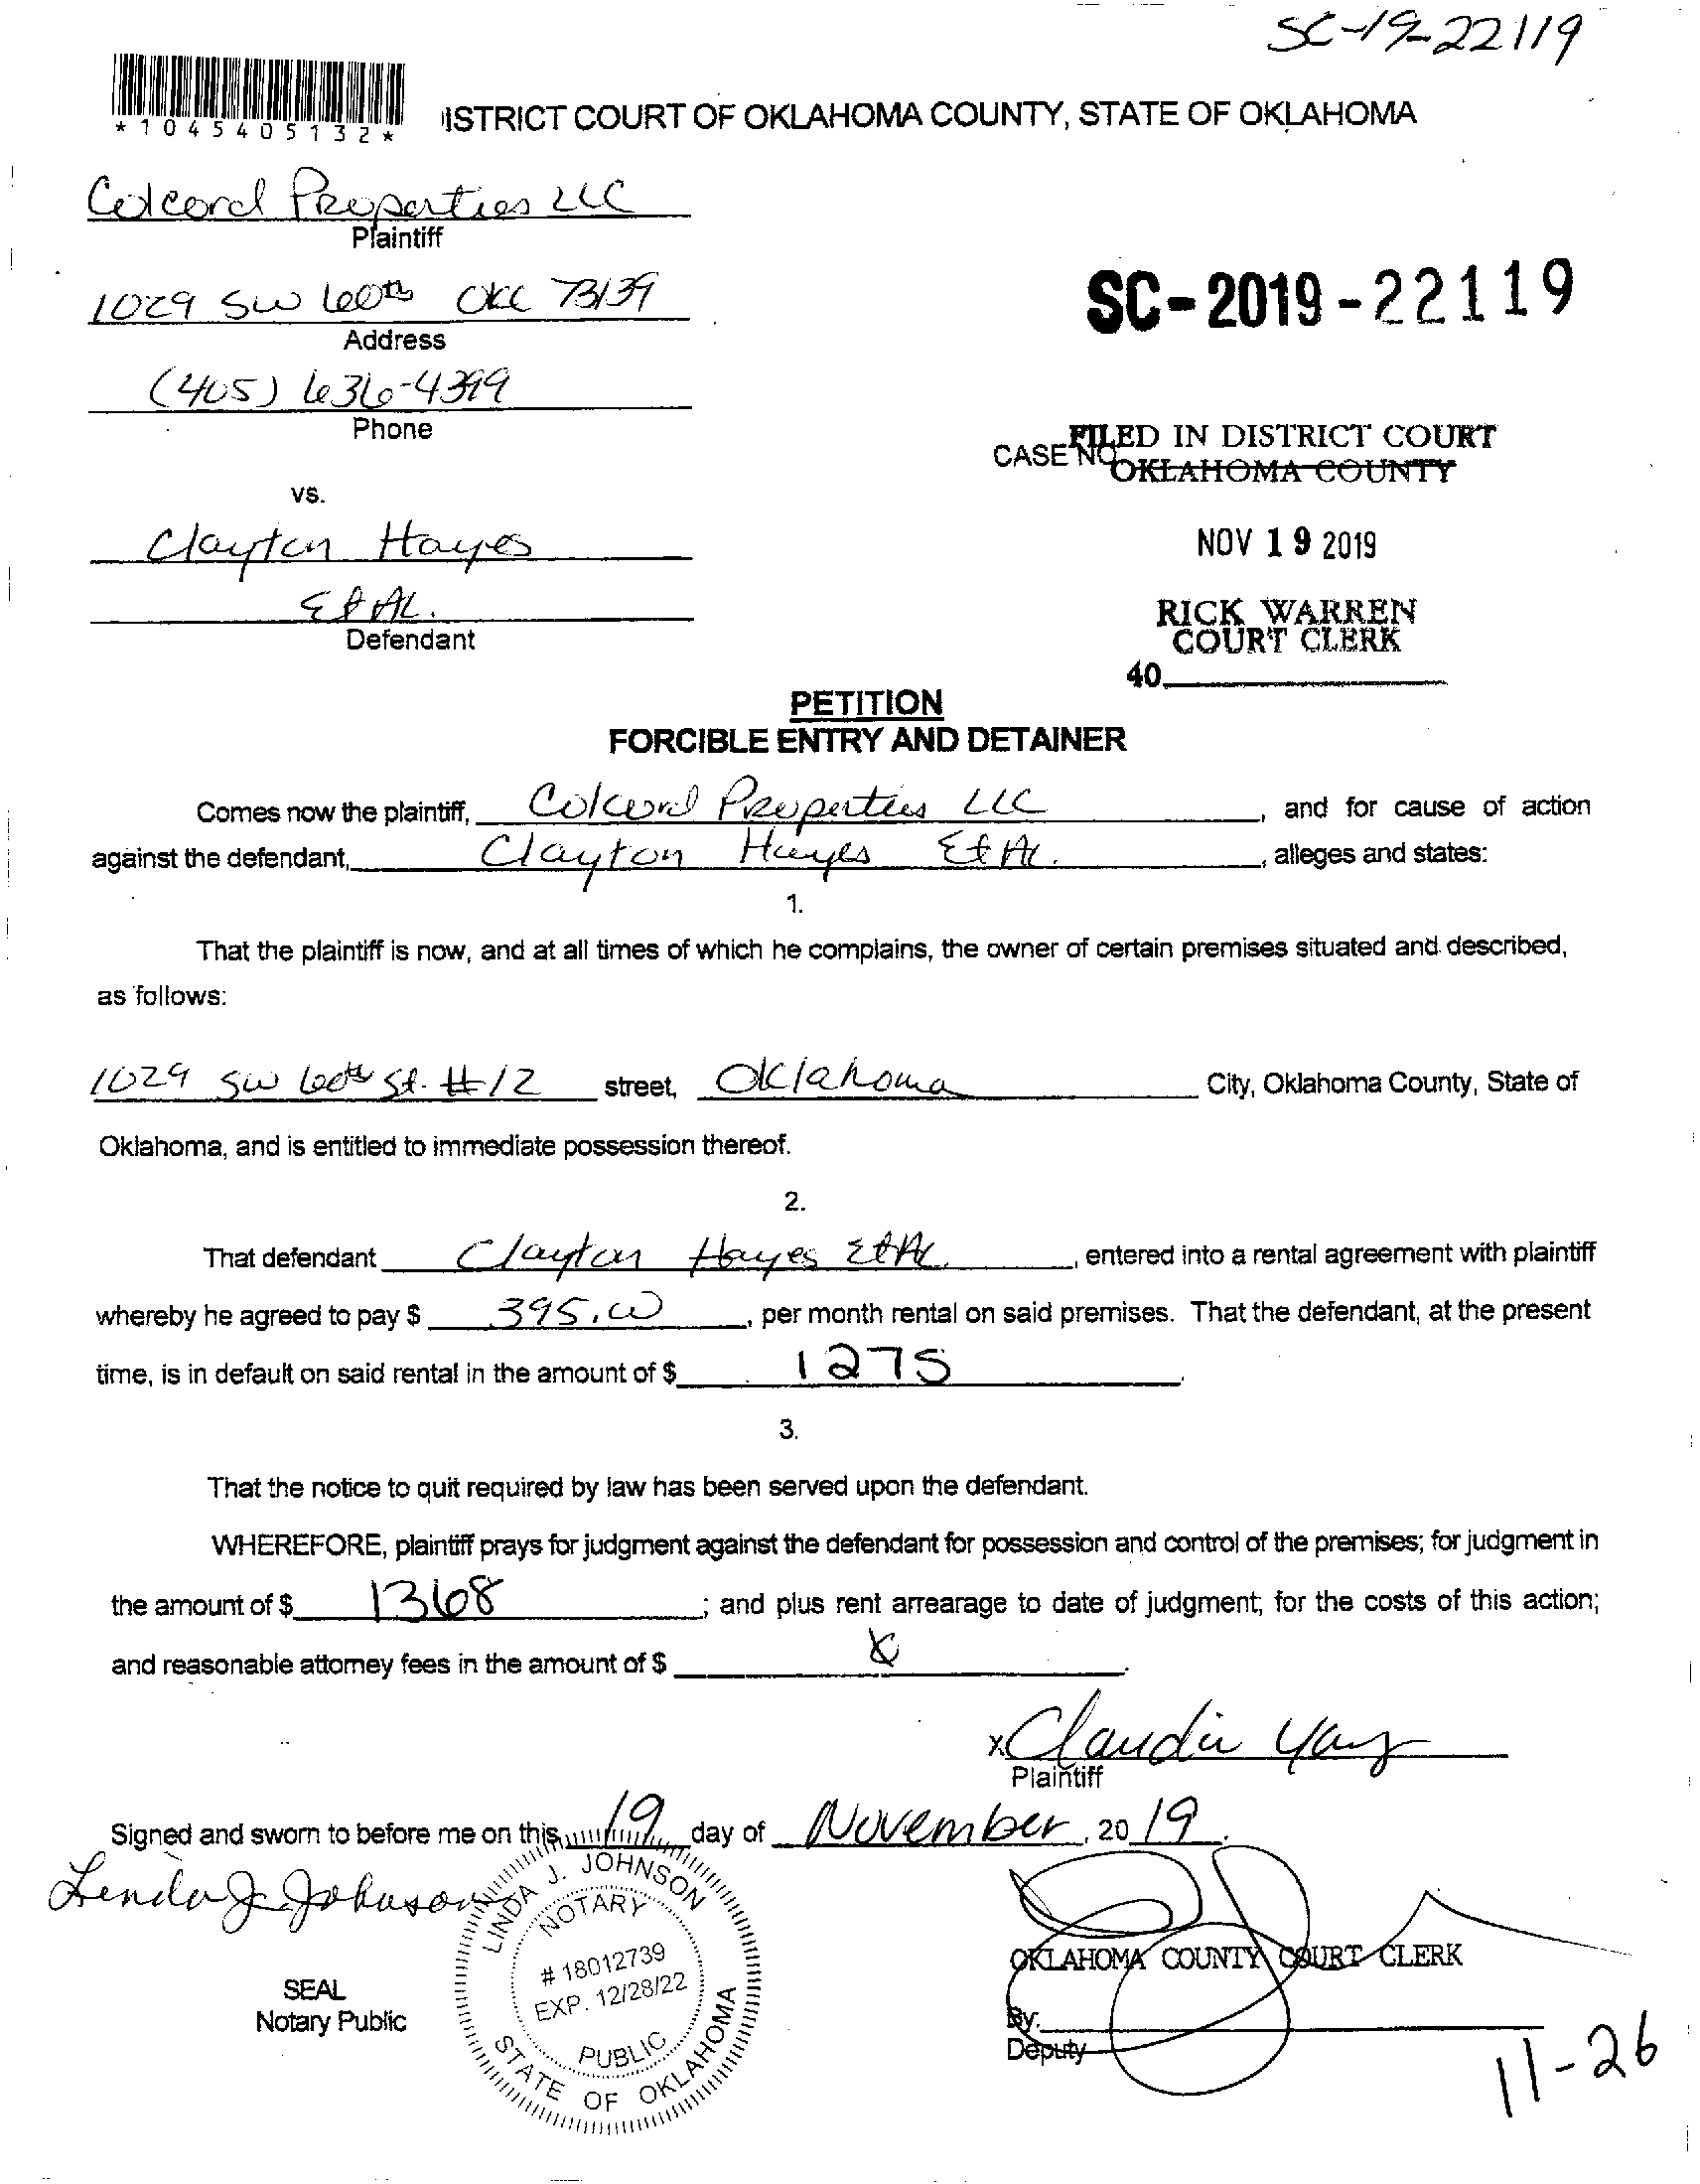 SC-19-22119
*1045405132*
ISTRICT COURT OF OKLAHOMA COUNTY, STATE OF OKLAHOMA
Colcord Properties LLC
Plaintiff
1029 SW 60th OKC 73139
Address
SC-2019-22119
(405) 636-4399
Phone
FILED IN DISTRICT COURT
CASE NO
OKLAHOMA COUNTY
vs.
Clayton Hayes
NOV 19 2019
Et AL.
Defendant
RICK WARREN
COURT CLERK
40
PETITION
FORCIBLE ENTRY AND DETAINER
Comes now the plaintiff, Colcord Properties LLC, and for cause of action
against the defendant, Clayton Hayes Et Al., alleges and states:
1.
That the plaintiff is now, and at all times of which he complains, the owner of certain premises situated and described,
as follows:
1029 SW 60th St. #12 street, Oklahoma City, Oklahoma County, State of
Oklahoma, and is entitled to immediate possession thereof.
2.
That defendant Clayton Hayes Et Al, entered into a rental agreement with plaintiff
whereby he agreed to pay $ 395.00, per month rental on said premises. That the defendant, at the present
time, is in default on said rental in the amount of $ 1275.
3.
That the notice to quit required by law has been served upon the defendant.
WHEREFORE, plaintiff prays for judgment against the defendant for possession and control of the premises; for judgment in
the amount of $ 1368; and plus rent arrearage to date of judgment; for the costs of this action;
and reasonable attorney fees in the amount of $
x Claudia
Plaintiff
Signed and sworn to before me on this 19 day of November, 20 19.
Linda J. Johnson
LINDA J. JOHNSON
NOTARY
# 18012739
EXP. 12/28/22
PUBLIC
STATE OF OKLAHOMA
SEAL
Notary Public
OKLAHOMA COUNTY COURT CLERK
By:
Deputy
11-26